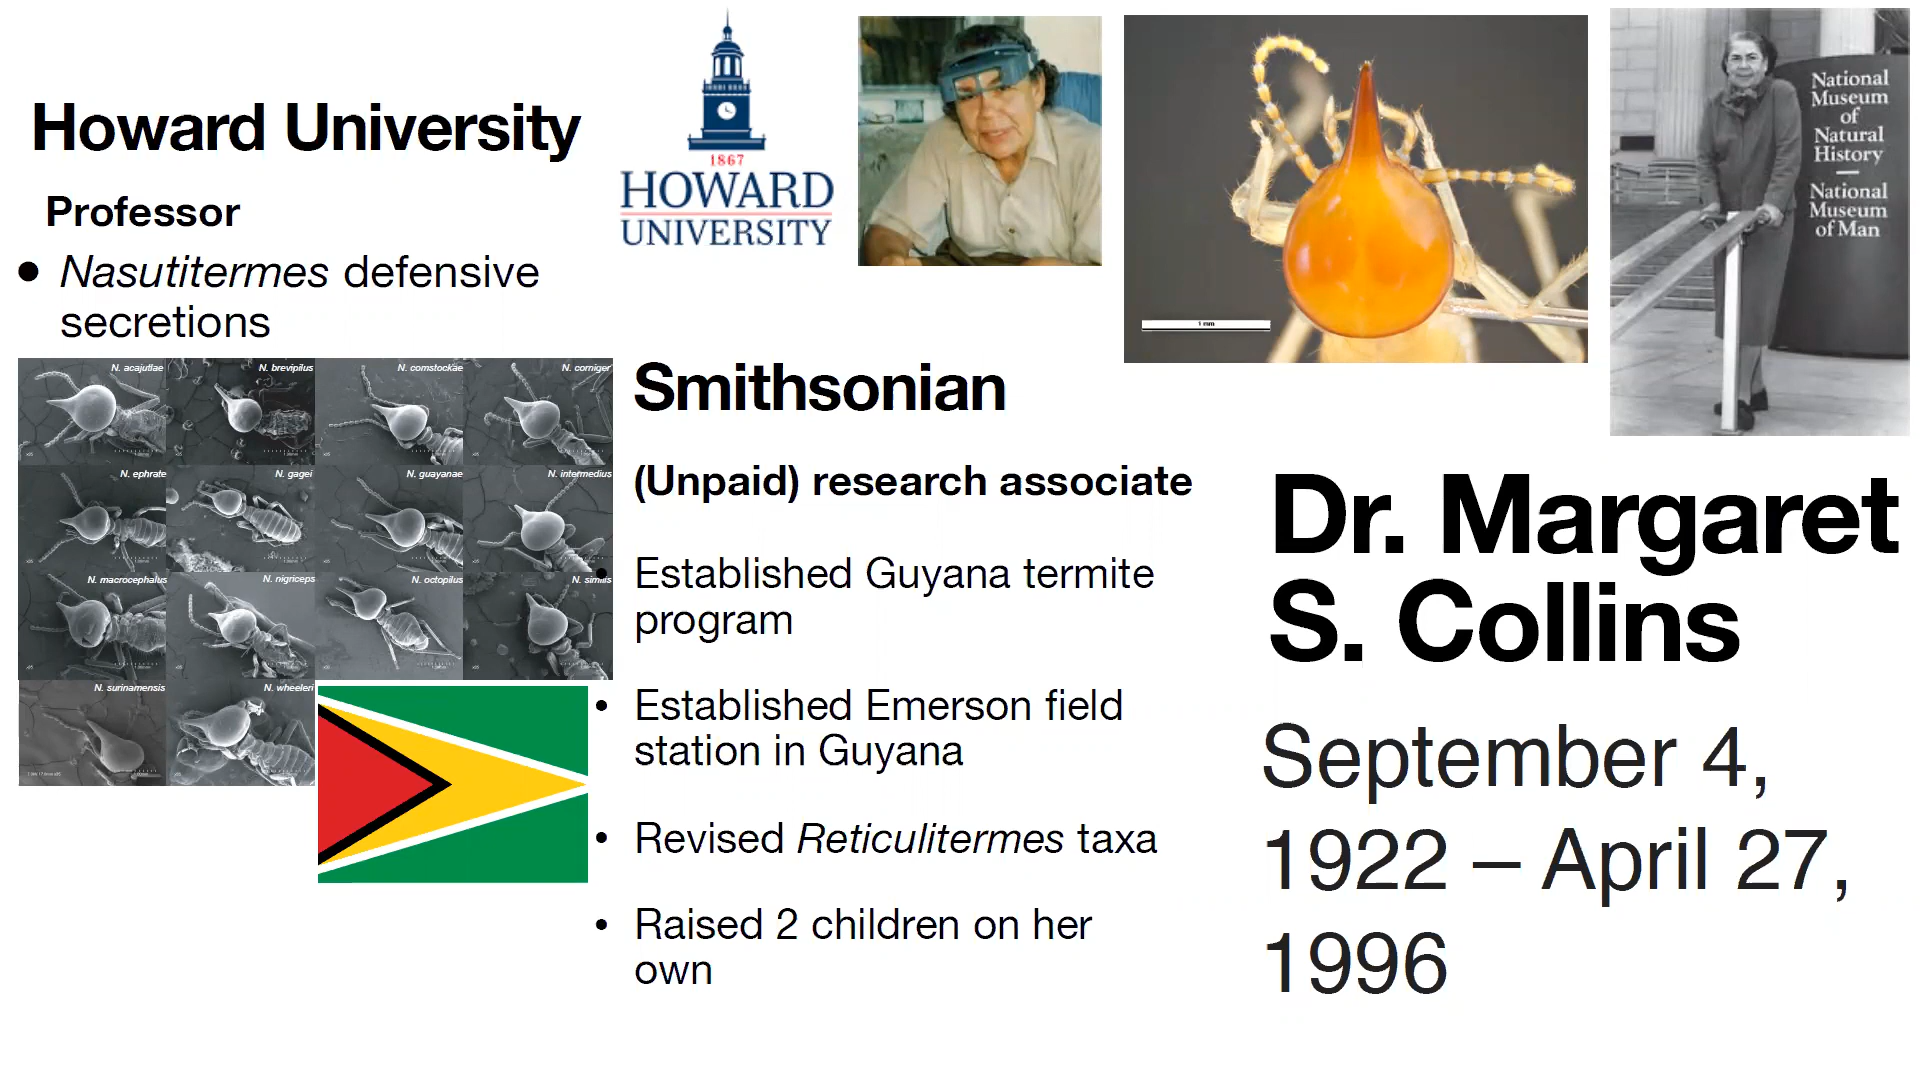 Howard University
Professor
● Nasutitermes defensive
secretions
1867
HOWARD
UNIVERSITY
1 mm
National
Museum
of
Natural
History
—
National
Museum
of Man
N. acajutlae
N. brevipilus
N. comstockae
N. corniger
N. ephrate
N. gagei
N. guayanae
N. intermedius
N. macrocephalus
N. nigriceps
N. octopilus
N. similis
N. surinamensis
N. wheeleri
Smithsonian
(Unpaid) research associate
• Established Guyana termite
program
• Established Emerson field
station in Guyana
• Revised Reticulitermes taxa
• Raised 2 children on her
own
Dr. Margaret
S. Collins
September 4,
1922 – April 27,
1996